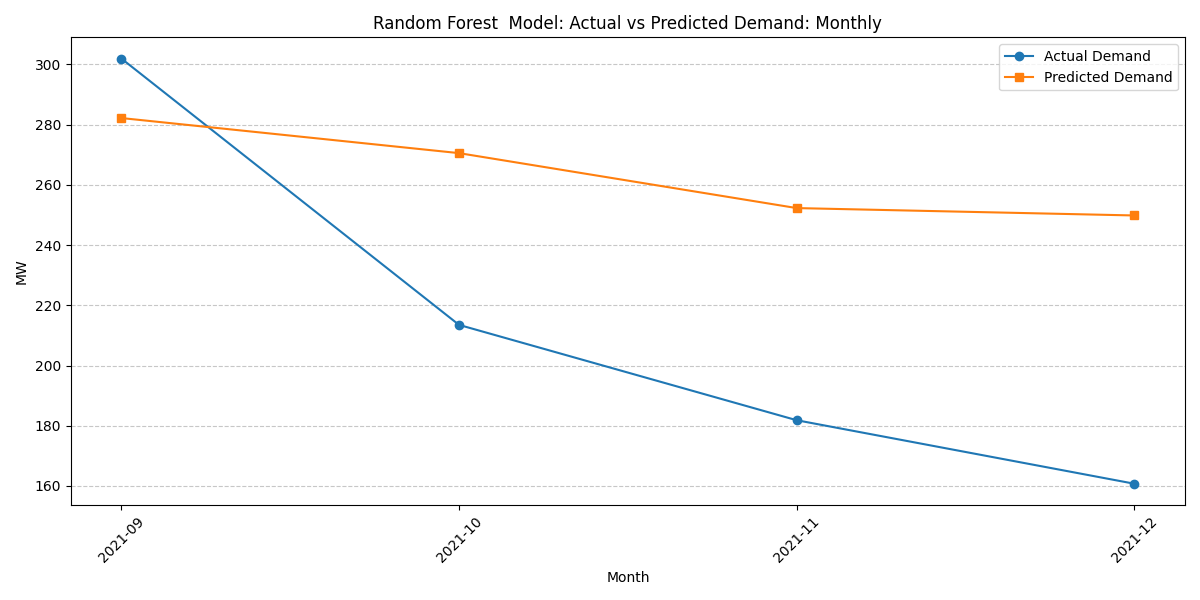 Random Forest  Model: Actual vs Predicted Demand: Monthly
Actual Demand
Predicted Demand
300
280
260
240
220
200
180
160
MW
2021-09
2021-10
2021-11
2021-12
Month